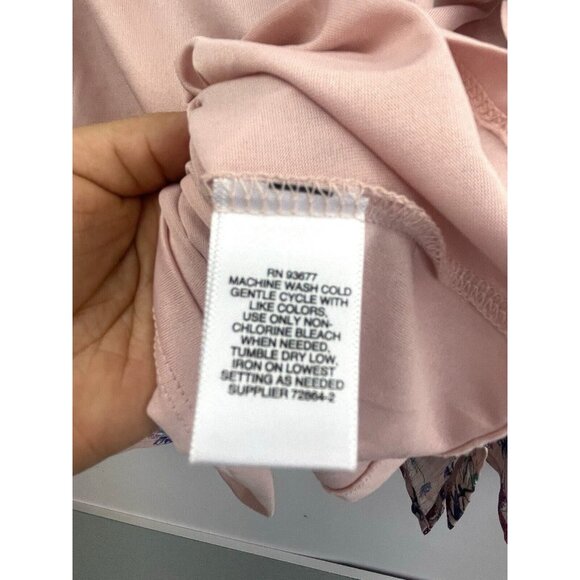 RN 93677
MACHINE WASH COLD
GENTLE CYCLE WITH
LIKE COLORS,
USE ONLY NON-
CHLORINE BLEACH
WHEN NEEDED,
TUMBLE DRY LOW,
IRON ON LOWEST
SETTING AS NEEDED
SUPPLIER 72864-2